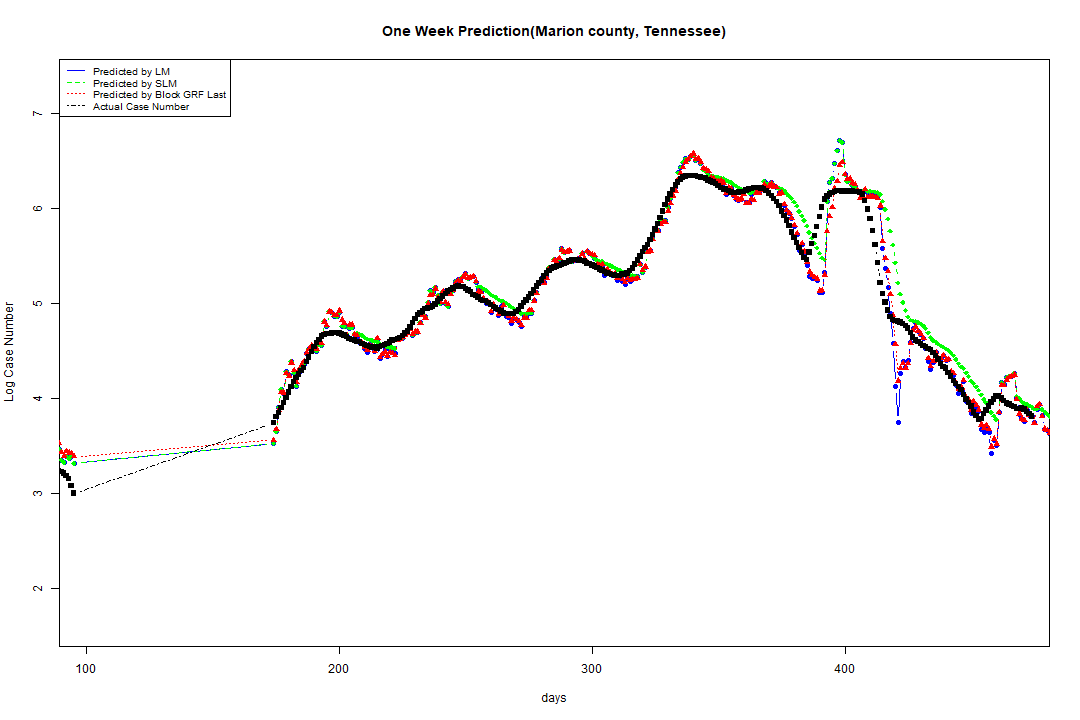 One Week Prediction(Marion county, Tennessee)
Predicted by LM
Predicted by SLM
Predicted by Block GRF Last
Actual Case Number
Log Case Number
7
6
5
4
3
2
100 200 300 400
days